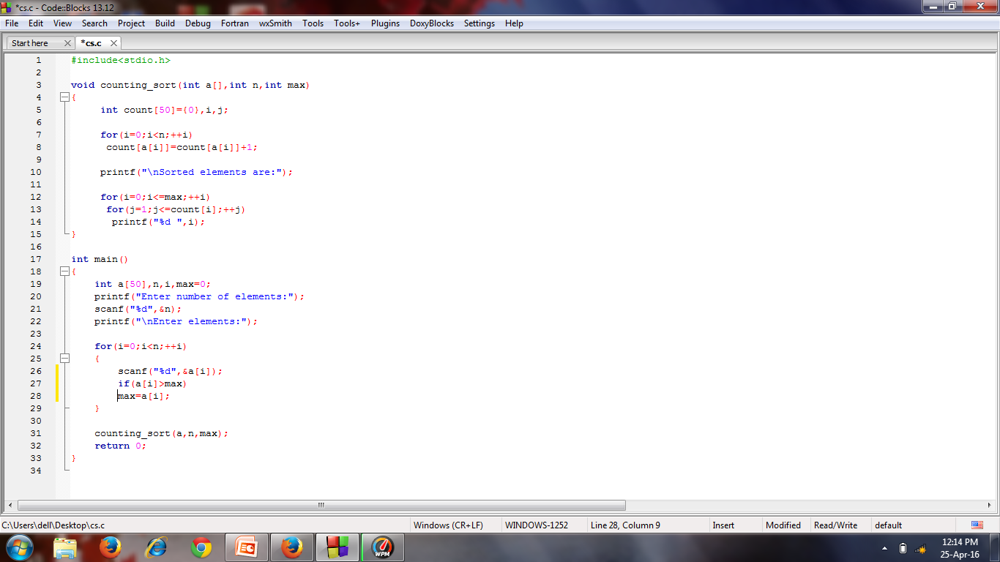 *cs.c - Code::Blocks 13.12
File Edit View Search Project Build Debug Fortran wxSmith Tools Tools+ Plugins DoxyBlocks Settings Help
Start here *cs.c
1 #include<stdio.h>
2
3 void counting_sort(int a[],int n,int max)
4 {
5 int count[50]={0},i,j;
6
7 for(i=0;i<n;++i)
8 count[a[i]]=count[a[i]]+1;
9
10 printf("\nSorted elements are:");
11
12 for(i=0;i<=max;++i)
13 for(j=1;j<=count[i];++j)
14 printf("%d ",i);
15 }
16
17 int main()
18 {
19 int a[50],n,i,max=0;
20 printf("Enter number of elements:");
21 scanf("%d",&n);
22 printf("\nEnter elements:");
23
24 for(i=0;i<n;++i)
25 {
26 scanf("%d",&a[i]);
27 if(a[i]>max)
28 max=a[i];
29 }
30
31 counting_sort(a,n,max);
32 return 0;
33 }
34
C:\Users\dell\Desktop\cs.c Windows (CR+LF) WINDOWS-1252 Line 28, Column 9 Insert Modified Read/Write default
WPM
12:14 PM
25-Apr-16